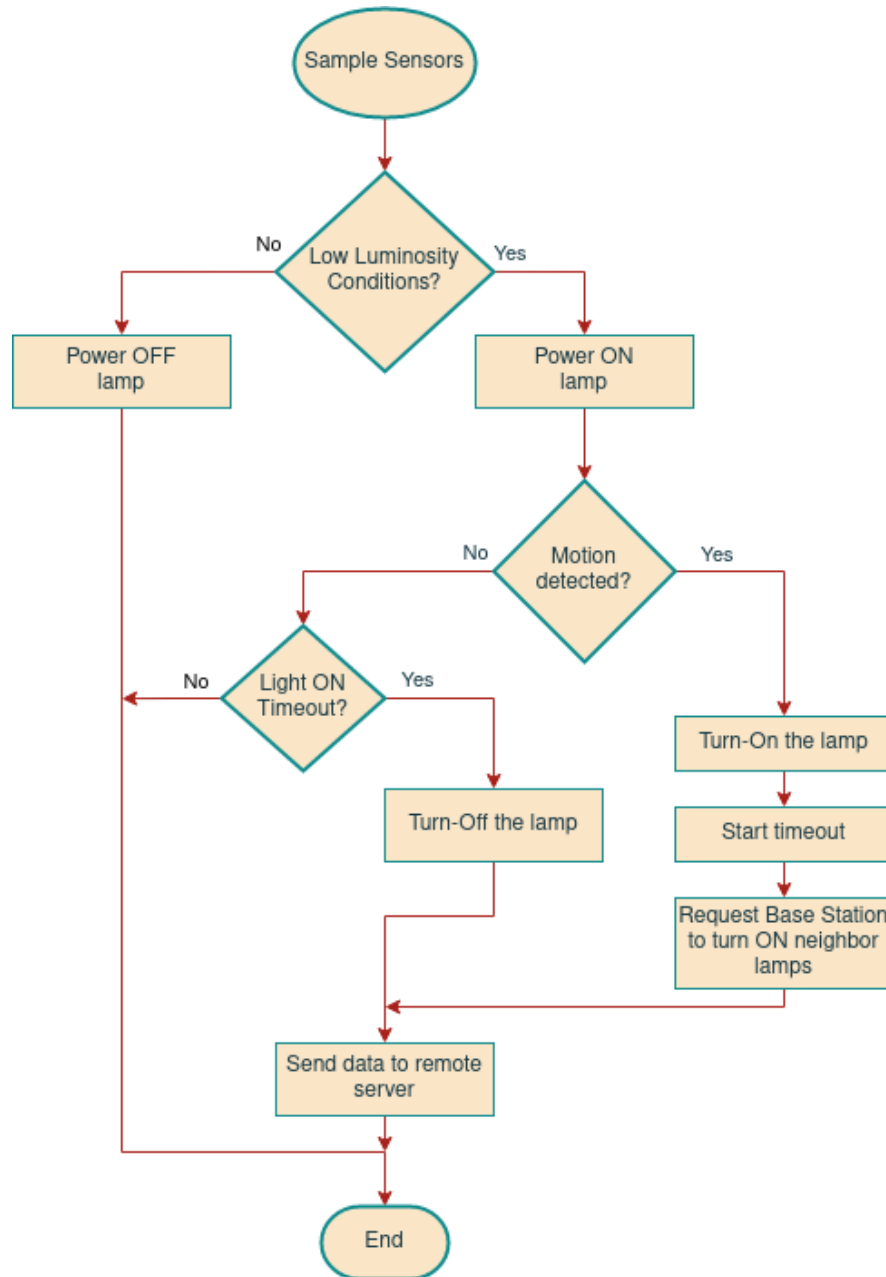 Sample Sensors
No
Low Luminosity
Conditions?
Yes
Power OFF
lamp
Power ON
lamp
No
Motion
detected?
Yes
No
Light ON
Timeout?
Yes
Turn-On the lamp
Turn-Off the lamp
Start timeout
Request Base Station
to turn ON neighbor
lamps
Send data to remote
server
End